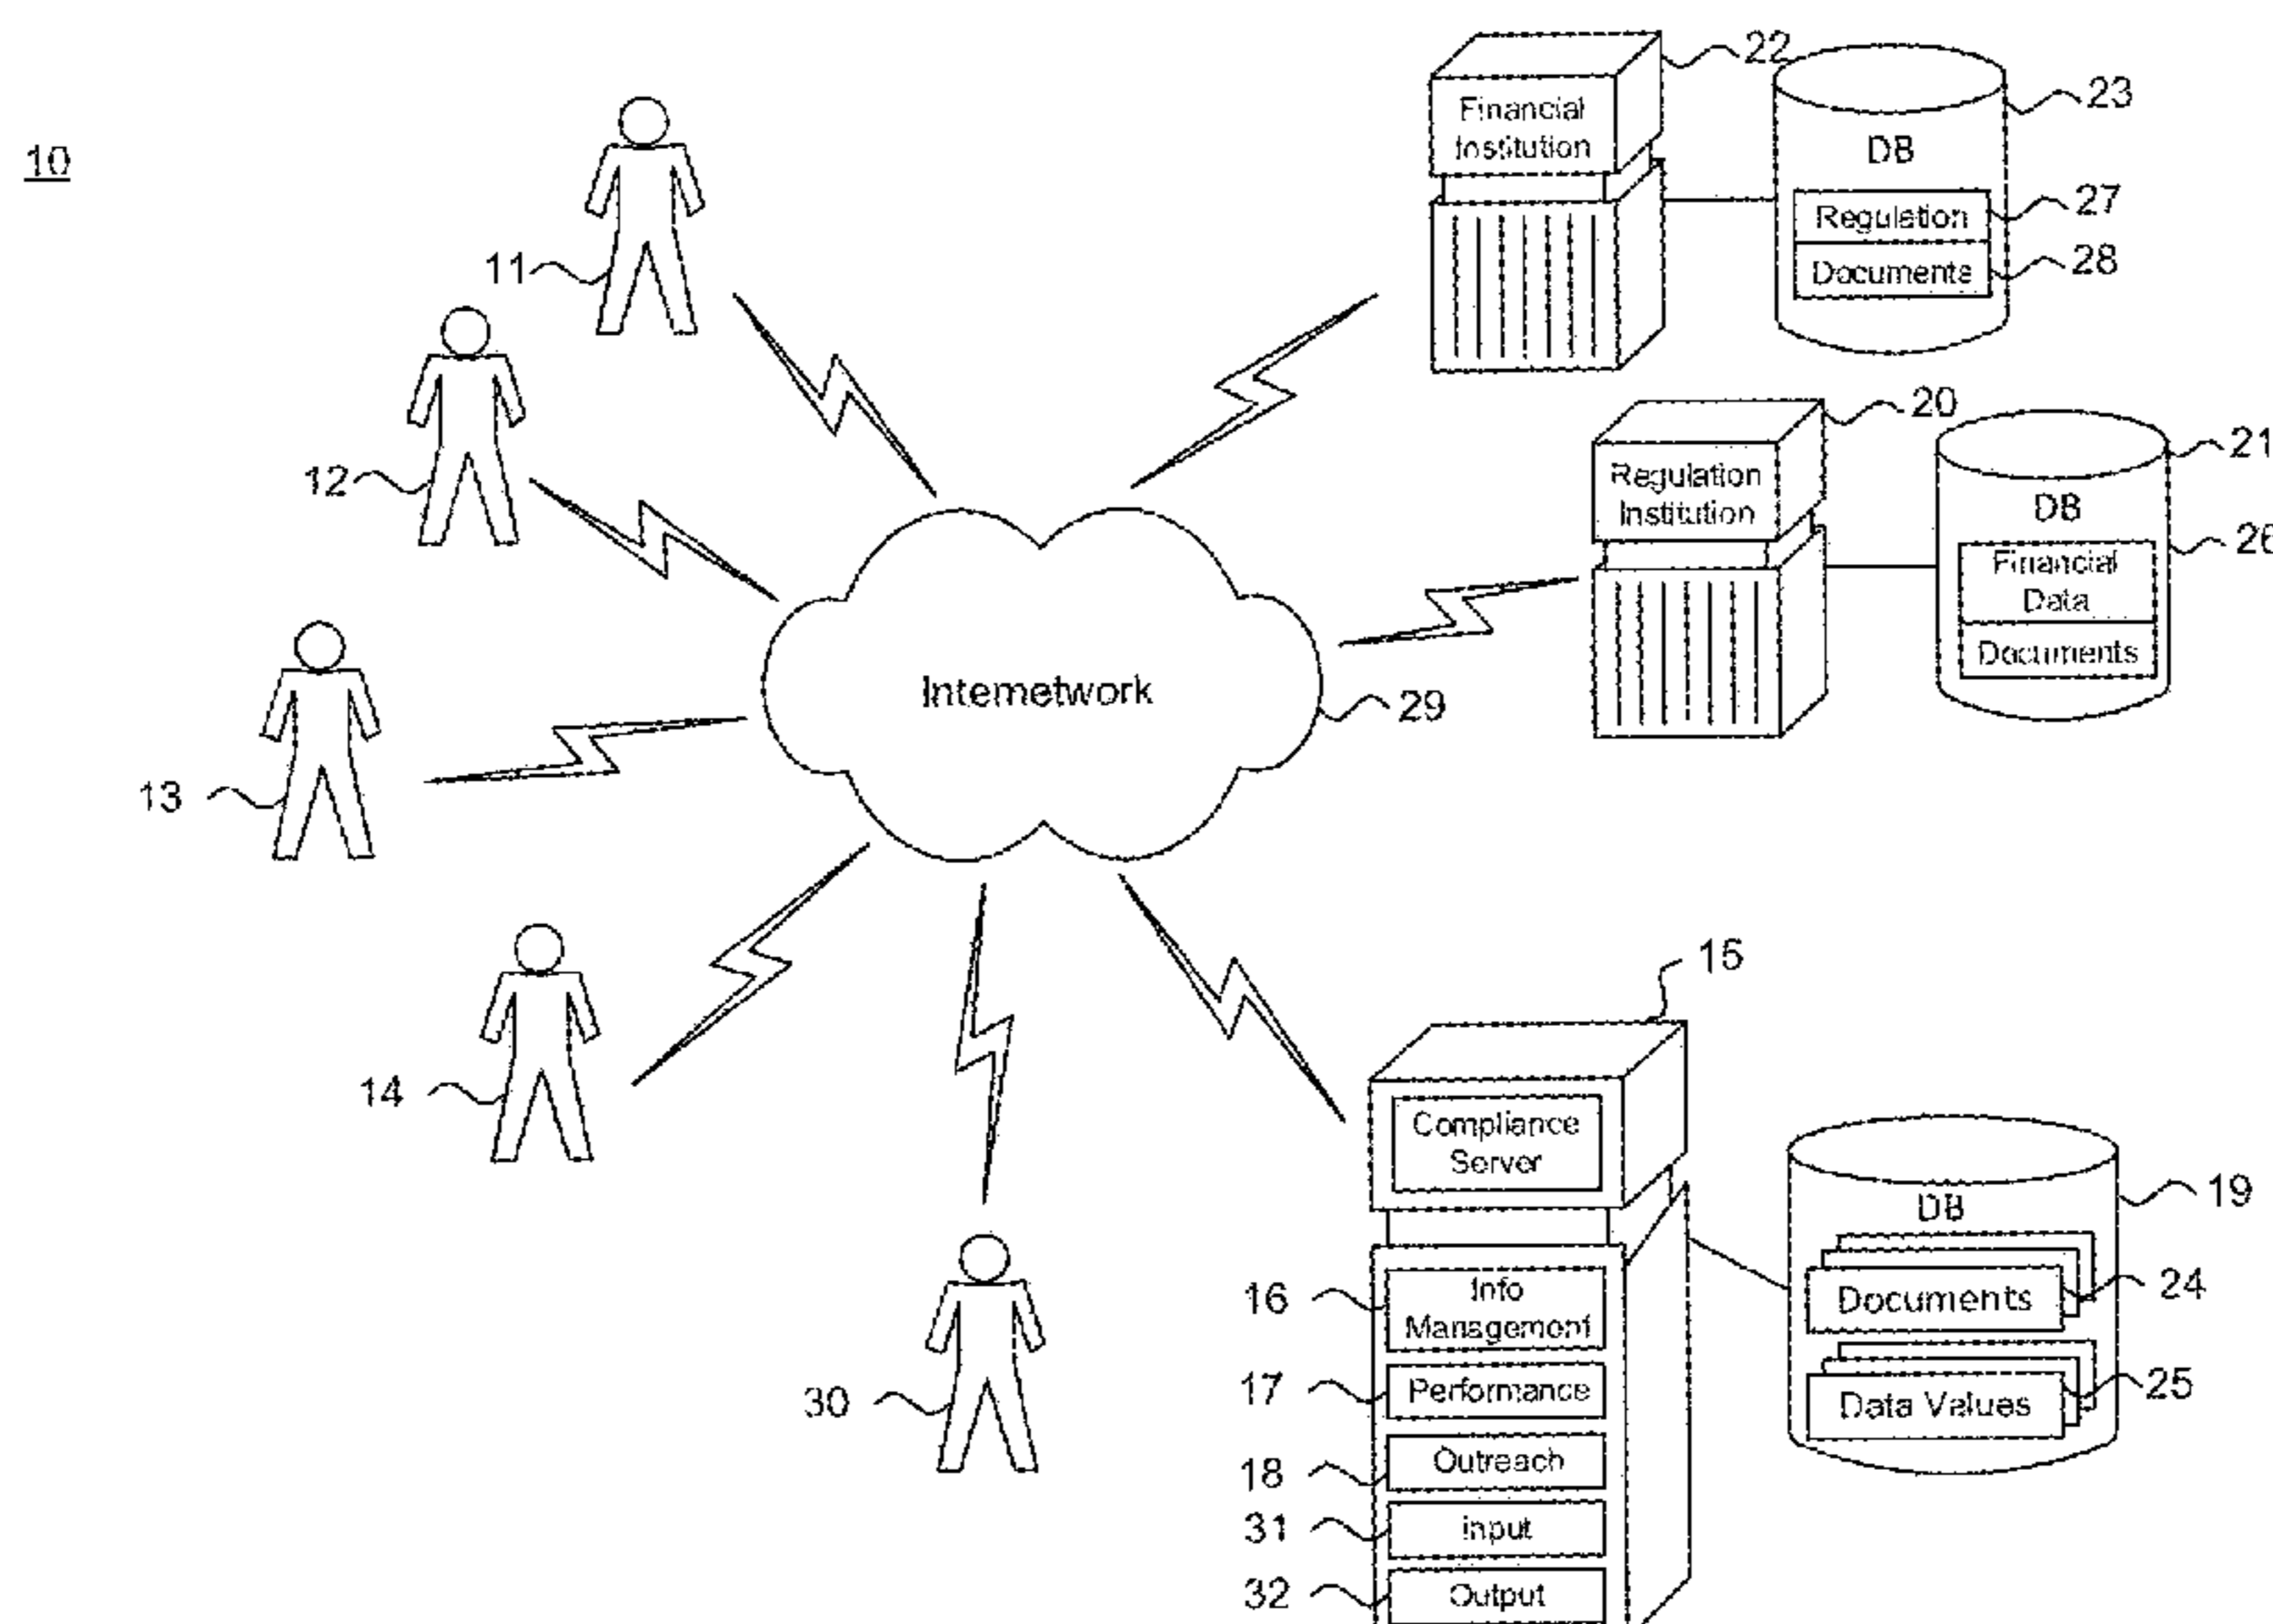 10
11
12
13
14
30
Internetwork
29
Financial
Institution
22
DB
23
Regulation
27
Documents
28
Regulation
Institution
20
DB
21
26
Financial
Data
Documents
15
Compliance
Server
16
Info
Management
17
Performance
18
Outreach
31
Input
32
Output
DB
19
Documents
24
Data Values
25